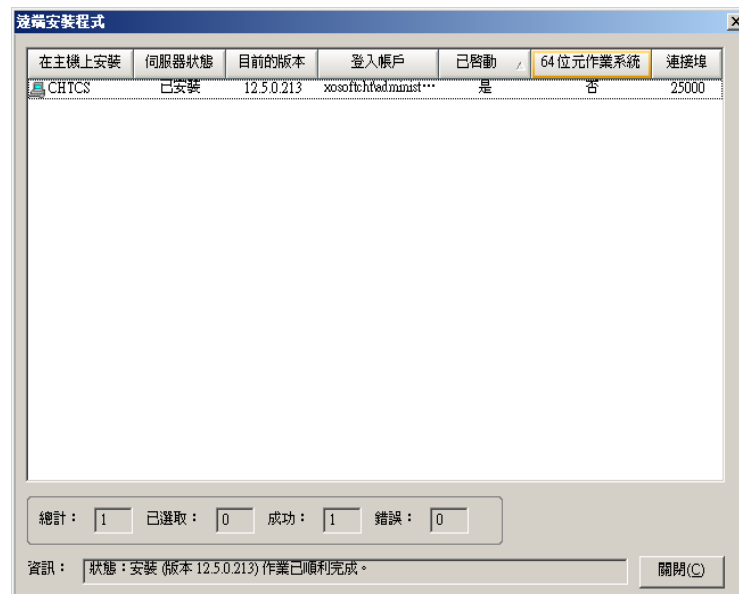 遠端安裝程式
在主機上安裝 伺服器狀態 目前的版本 登入帳戶 已啓動 64 位元作業系統 連接埠
CHTCS 已安裝 12.5.0.213 xosoftcht\administ... 是 否 25000
總計： 1 已選取： 0 成功： 1 錯誤： 0
資訊： 狀態：安裝 (版本 12.5.0.213) 作業已順利完成。 關閉(C)